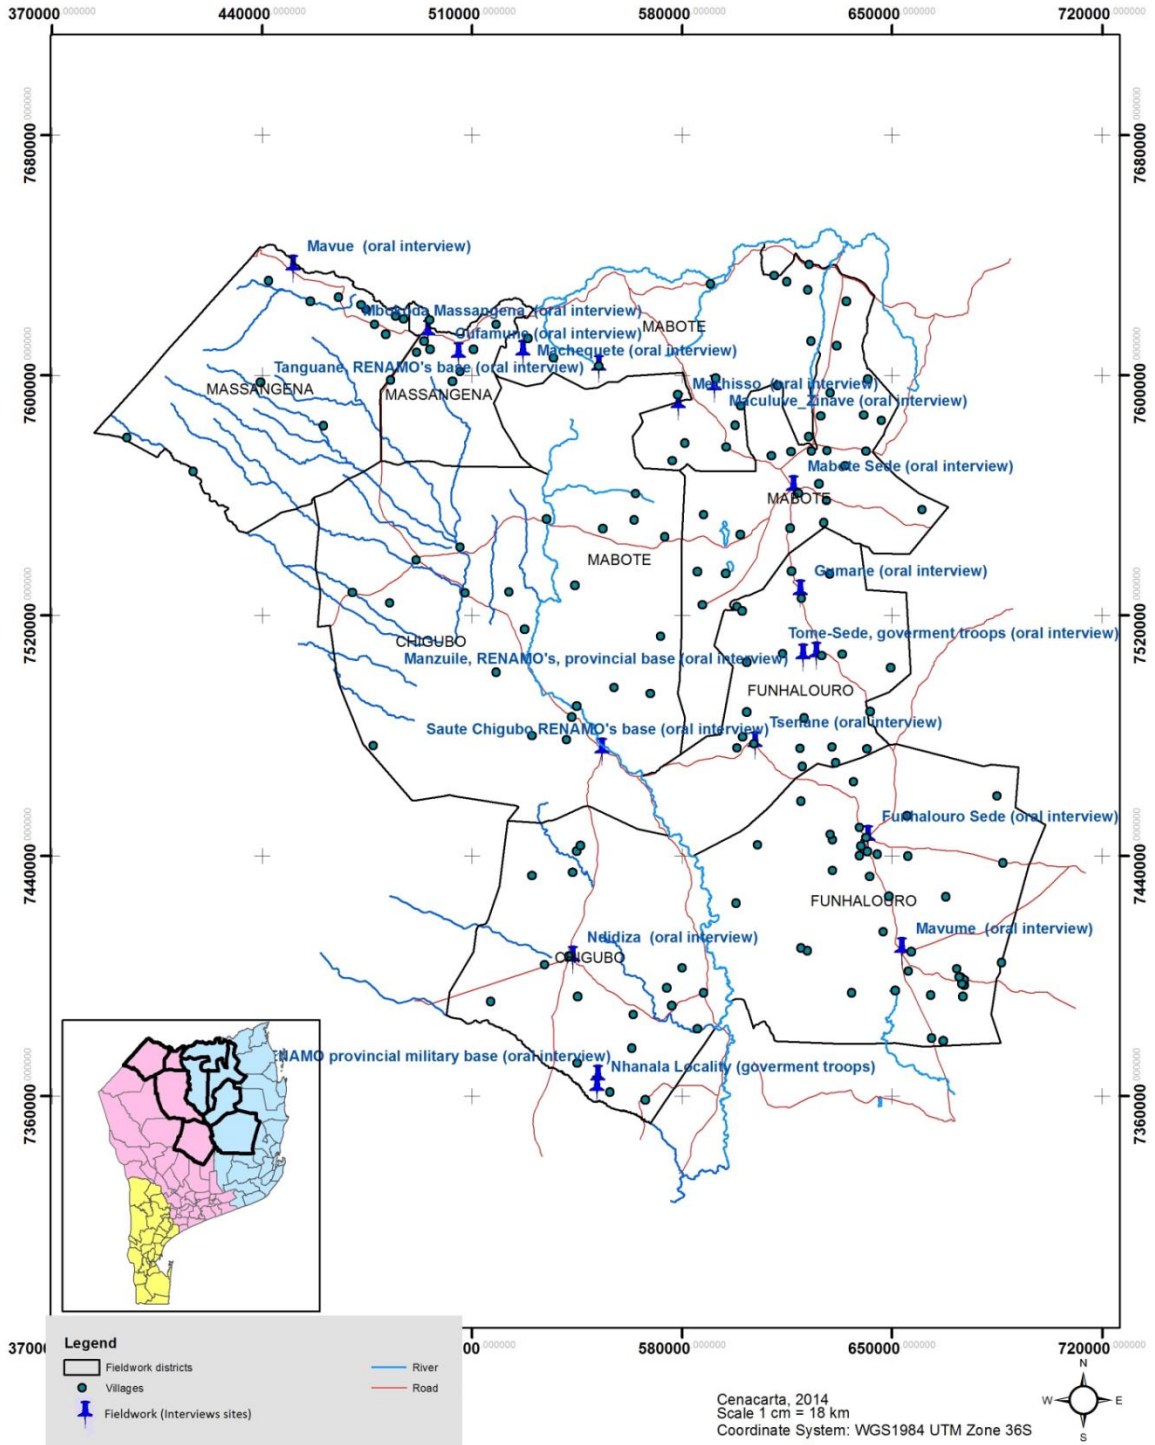 370000.000000 440000.000000 510000.000000 580000.000000 650000.000000 720000.000000
7680000.000000 7680000.000000
Mavue (oral interview)
Mbokoda Massangena (oral interview)
MABOTE
Cufamune (oral interview)
Machequete (oral interview)
Tanguane, RENAMO's base (oral interview)
7600000.000000 7600000.000000
MASSANGENA
MASSANGENA
Mechisso (oral interview)
Maculuve_Zinave (oral interview)
Mabote Sede (oral interview)
MABOTE
MABOTE
Gumane (oral interview)
7520000.000000 7520000.000000
Tome-Sede, goverment troops (oral interview)
CHIGUBO
Manzuile, RENAMO's, provincial base (oral interview)
FUNHALOURO
Tsenane (oral interview)
Saute Chigubo RENAMO's base (oral interview)
Funhalouro Sede (oral interview)
7440000.000000 7440000.000000
FUNHALOURO
Mavume (oral interview)
Ndidiza (oral interview)
CHIGUBO
ENAMO provincial military base (oral interview)
Nhanala Locality (goverment troops)
7360000.000000 7360000.000000
Legend
Fieldwork districts
River
Villages
Road
Fieldwork (Interviews sites)
37000 00.000000 580000.000000 650000.000000 720000.000000
N
W E
S
Cenacarta, 2014
Scale 1 cm = 18 km
Coordinate System: WGS1984 UTM Zone 36S